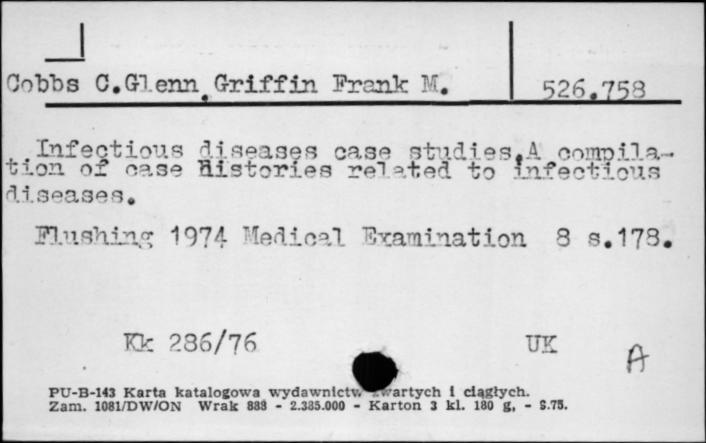 Cobbs C.Glenn, Griffin Frank M. 526.758
Infectious diseases case studies.A compila-
tion of case histories related to infectious
diseases.
Flushing 1974 Medical Examination 8 s.178.
Kk 286/76 UK A
PU-B-143 Karta katalogowa wydawnictw zwartych i ciągłych.
Zam. 1081/DW/ON Wrak 888 - 2.385.000 - Karton 3 kl. 180 g, - S.75.